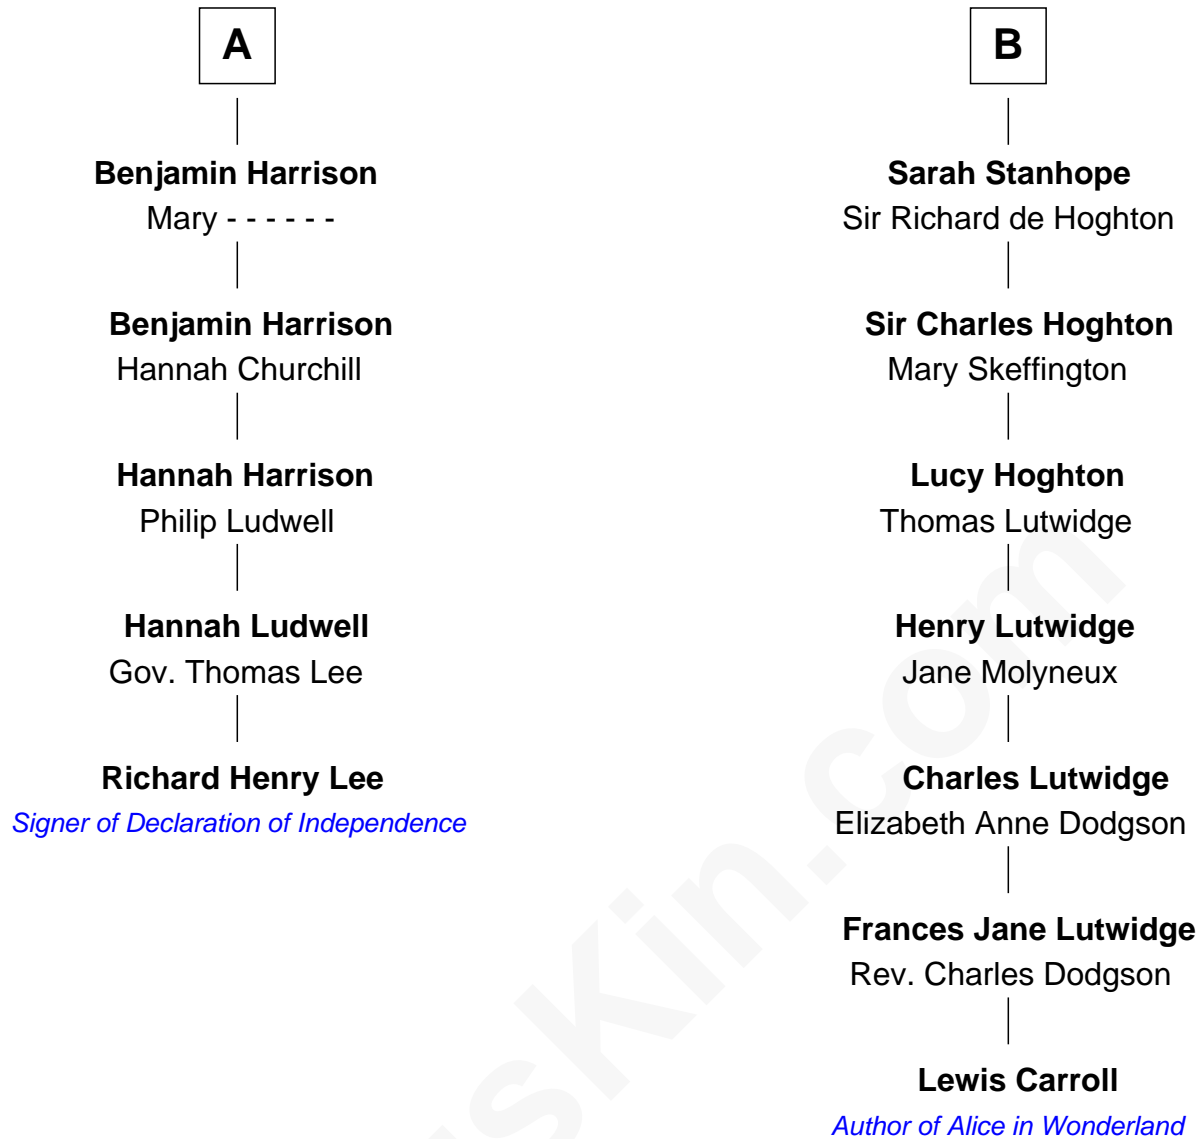 A
Benjamin Harrison
Mary - - - - - -
Benjamin Harrison
Hannah Churchill
Hannah Harrison
Philip Ludwell
Hannah Ludwell
Gov. Thomas Lee
Richard Henry Lee
Signer of Declaration of Independence
B
Sarah Stanhope
Sir Richard de Hoghton
Sir Charles Hoghton
Mary Skeffington
Lucy Hoghton
Thomas Lutwidge
Henry Lutwidge
Jane Molyneux
Charles Lutwidge
Elizabeth Anne Dodgson
Frances Jane Lutwidge
Rev. Charles Dodgson
Lewis Carroll
Author of Alice in Wonderland
sKin.com